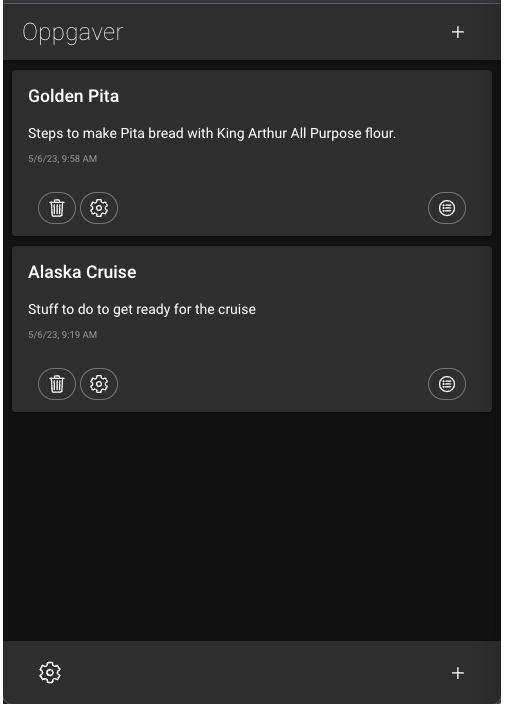 Oppgaver
Golden Pita
Steps to make Pita bread with King Arthur All Purpose flour.
5/6/23, 9:58 AM
Alaska Cruise
Stuff to do to get ready for the cruise
5/6/23, 9:19 AM